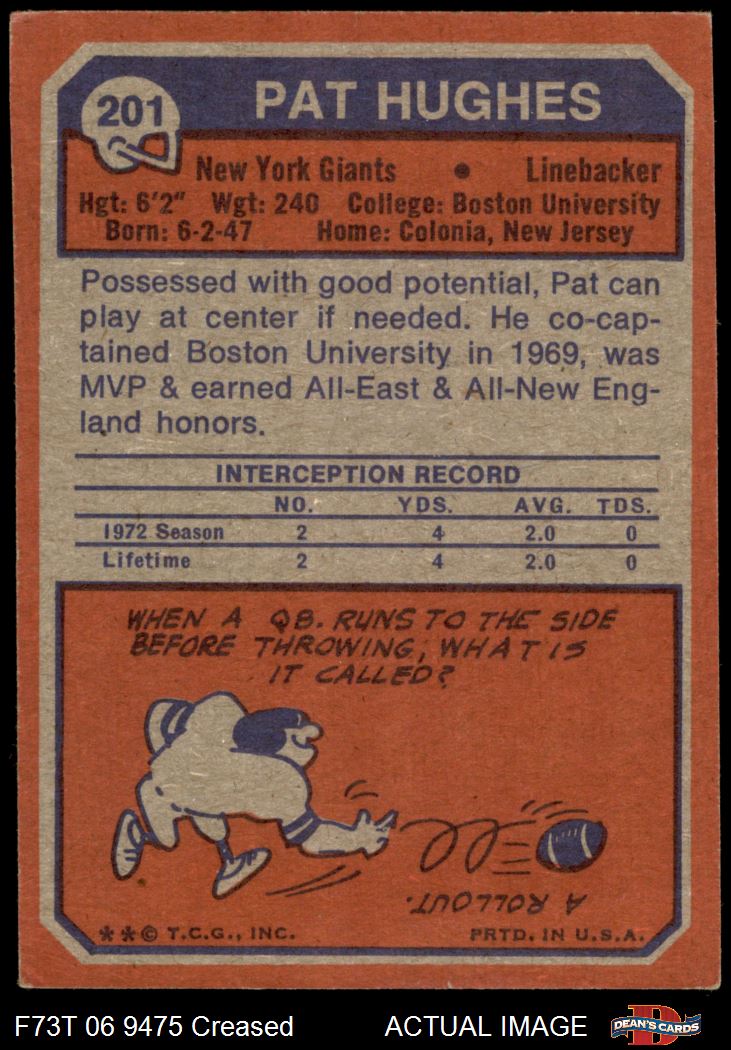 201
PAT HUGHES
New York Giants • Linebacker
Hgt: 6'2" Wgt: 240 College: Boston University
Born: 6-2-47 Home: Colonia, New Jersey
Possessed with good potential, Pat can
play at center if needed. He co-cap-
tained Boston University in 1969, was
MVP & earned All-East & All-New Eng-
land honors.
INTERCEPTION RECORD
NO. YDS. AVG. TDS.
1972 Season 2 4 2.0 0
Lifetime 2 4 2.0 0
WHEN A QB. RUNS TO THE SIDE
BEFORE THROWING, WHAT IS
IT CALLED?
A ROLLOUT.
**© T.C.G., INC. PRTD. IN U.S.A.
F73T 06 9475 Creased ACTUAL IMAGE
DEAN'S CARDS